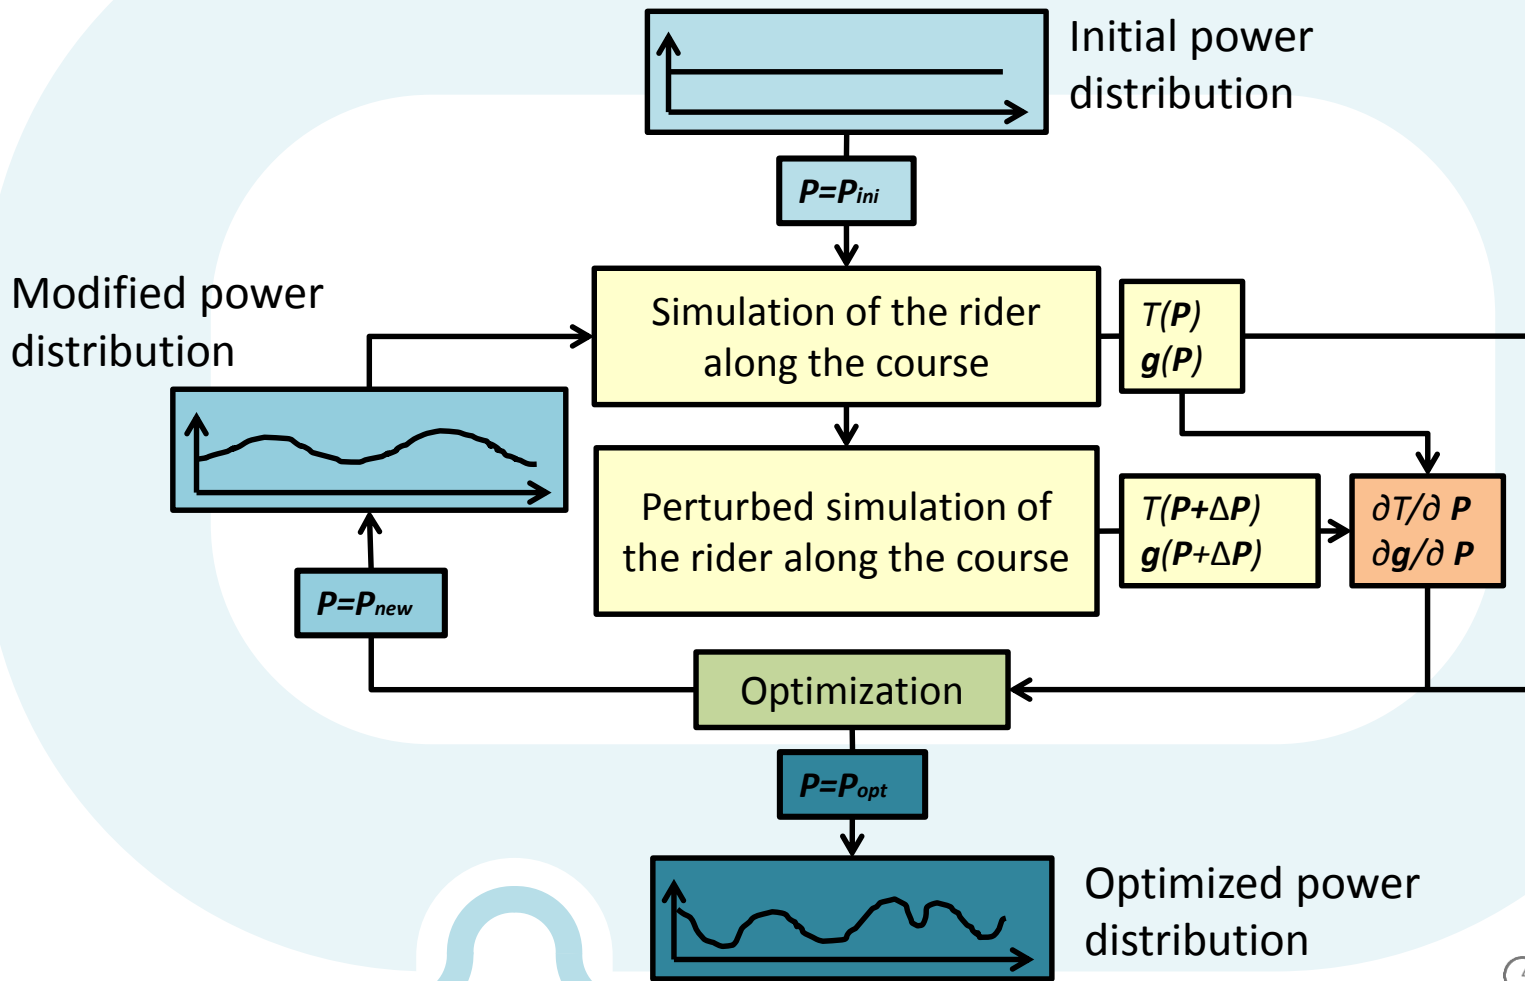 Initial power
distribution
P=Pini
Modified power
distribution
Simulation of the rider
along the course
T(P)
g(P)
Perturbed simulation of
the rider along the course
T(P+ΔP)
g(P+ΔP)
∂T/∂ P
∂g/∂ P
P=Pnew
Optimization
P=Popt
Optimized power
distribution